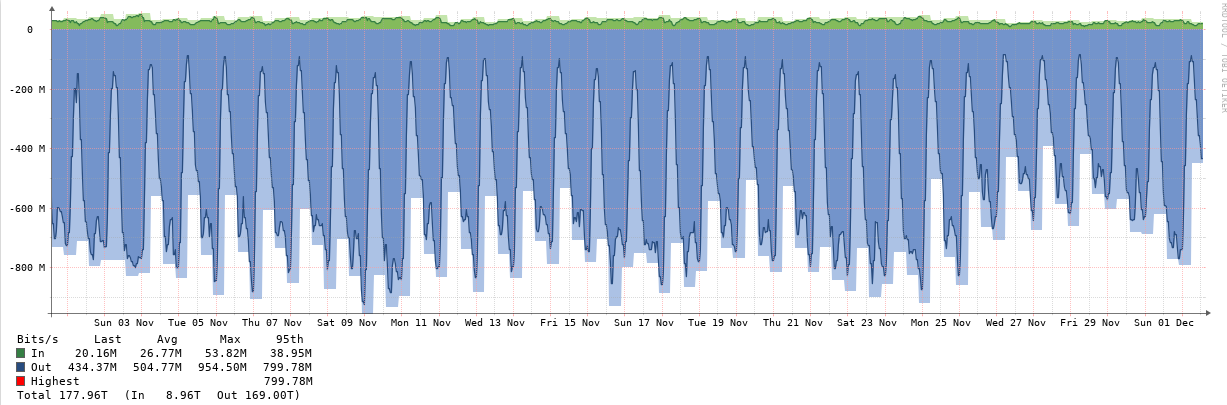 RRDTOOL / TOBI OETIKER
0
-200 M
-400 M
-600 M
-800 M
Sun 03 Nov Tue 05 Nov Thu 07 Nov Sat 09 Nov Mon 11 Nov Wed 13 Nov Fri 15 Nov Sun 17 Nov Tue 19 Nov Thu 21 Nov Sat 23 Nov Mon 25 Nov Wed 27 Nov Fri 29 Nov Sun 01 Dec
Bits/s Last Avg Max 95th
In 20.16M 26.77M 53.82M 38.95M
Out 434.37M 504.77M 954.50M 799.78M
Highest 799.78M
Total 177.96T (In 8.96T Out 169.00T)